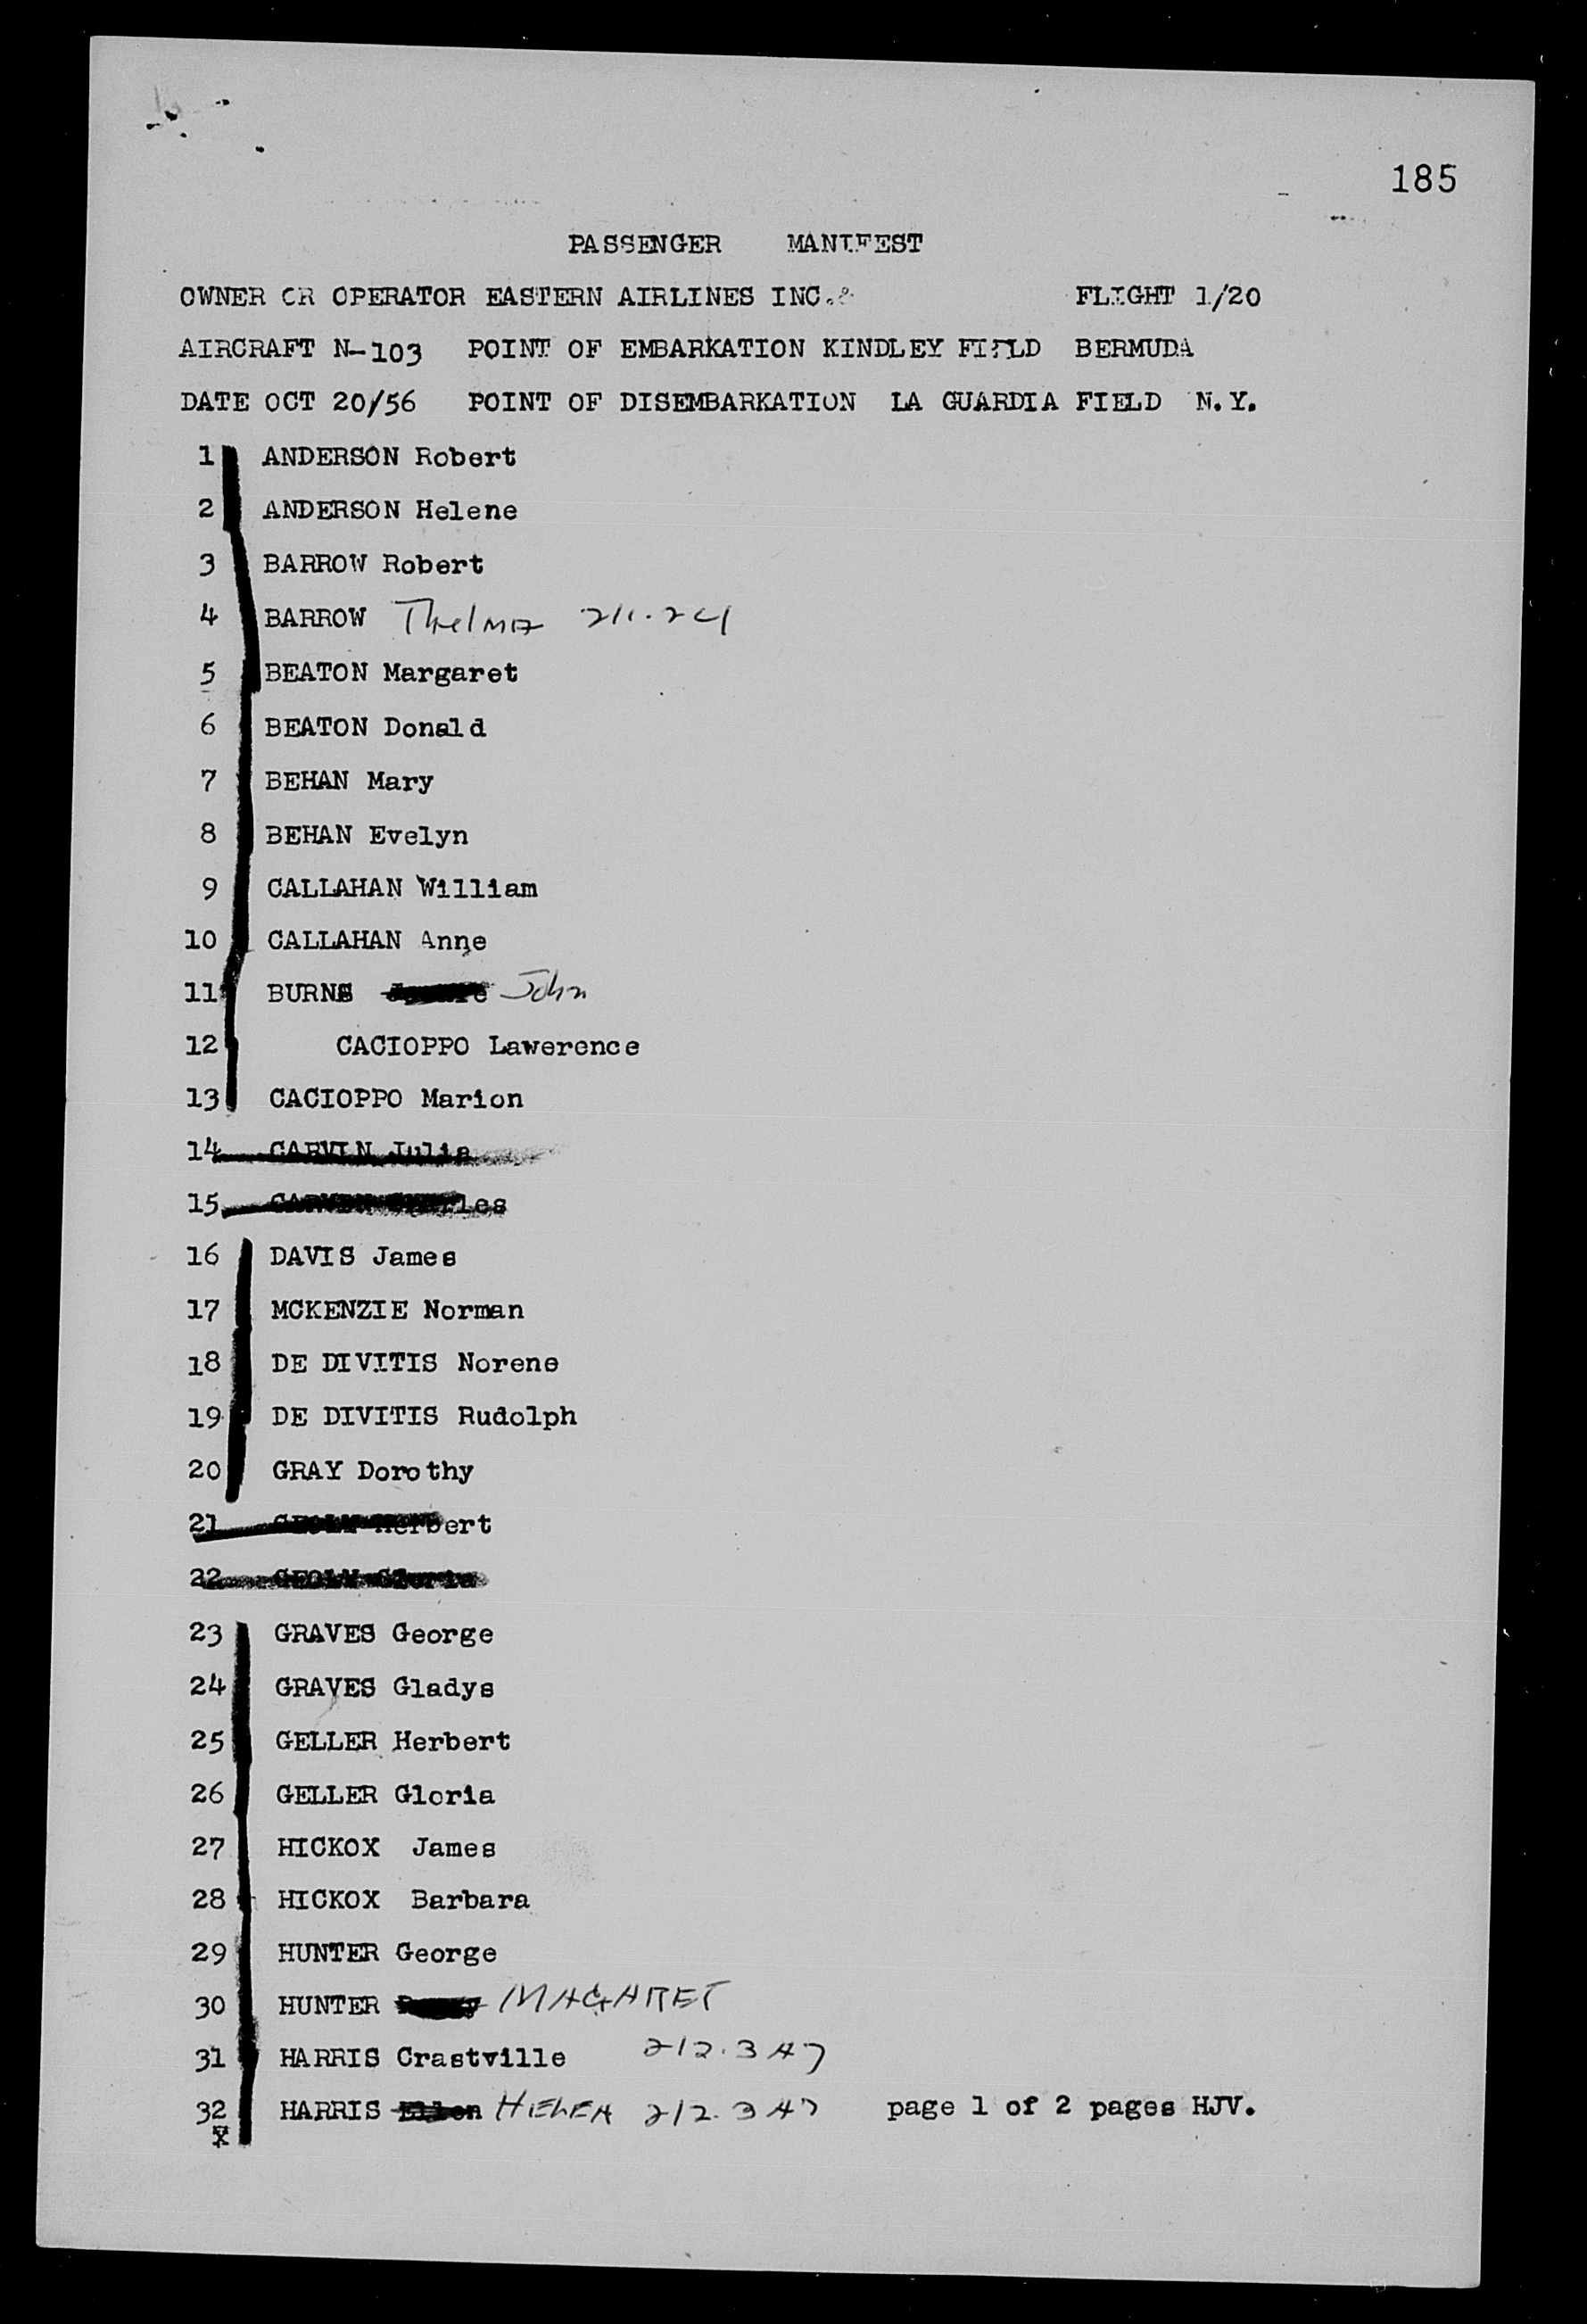 185
PASSENGER MANIFEST
OWNER OR OPERATOR EASTERN AIRLINES INC. FLIGHT 1/20
AIRCRAFT N-103 POINT OF EMBARKATION KINDLEY FIELD BERMUDA
DATE OCT 20/56 POINT OF DISEMBARKATION LA GUARDIA FIELD N.Y.
1 ANDERSON Robert
2 ANDERSON Helene
3 BARROW Robert
4 BARROW Thelma
5 BEATON Margaret
6 BEATON Donald
7 BEHAN Mary
8 BEHAN Evelyn
9 CALLAHAN William
10 CALLAHAN Anne
11 BURNS John
12 CACIOPPO Lawerence
13 CACIOPPO Marion
14 CARVIN Julia
15
16 DAVIS James
17 MCKENZIE Norman
18 DE DIVITIS Norene
19 DE DIVITIS Rudolph
20 GRAY Dorothy
21 Herbert
22 Gloria
23 GRAVES George
24 GRAVES Gladys
25 GELLER Herbert
26 GELLER Gloria
27 HICKOX James
28 HICKOX Barbara
29 HUNTER George
30 HUNTER MAGARET
31 HARRIS Crastville 212.347
32 HARRIS Ellen HELEN 212.347 page 1 of 2 pages HJV.
X